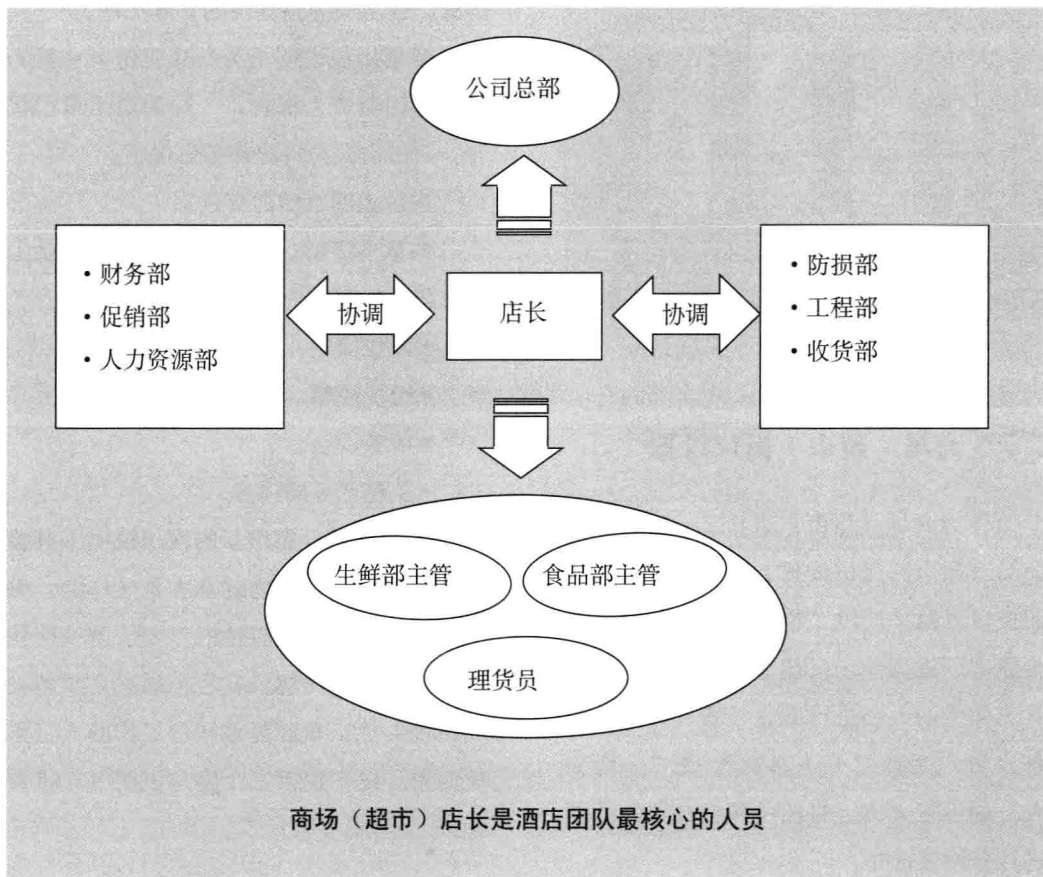 公司总部
・财务部
・促销部
・人力资源部
协调
店长
协调
・防损部
・工程部
・收货部
生鲜部主管
食品部主管
理货员
商场（超市）店长是酒店团队最核心的人员